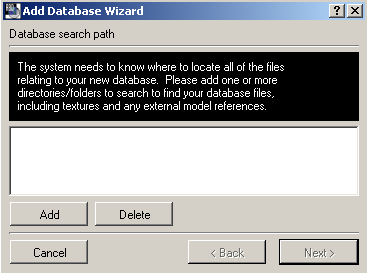 Add Database Wizard
Database search path
The system needs to know where to locate all of the files
relating to your new database. Please add one or more
directories/folders to search to find your database files,
including textures and any external model references.
Add Delete
Cancel < Back Next >